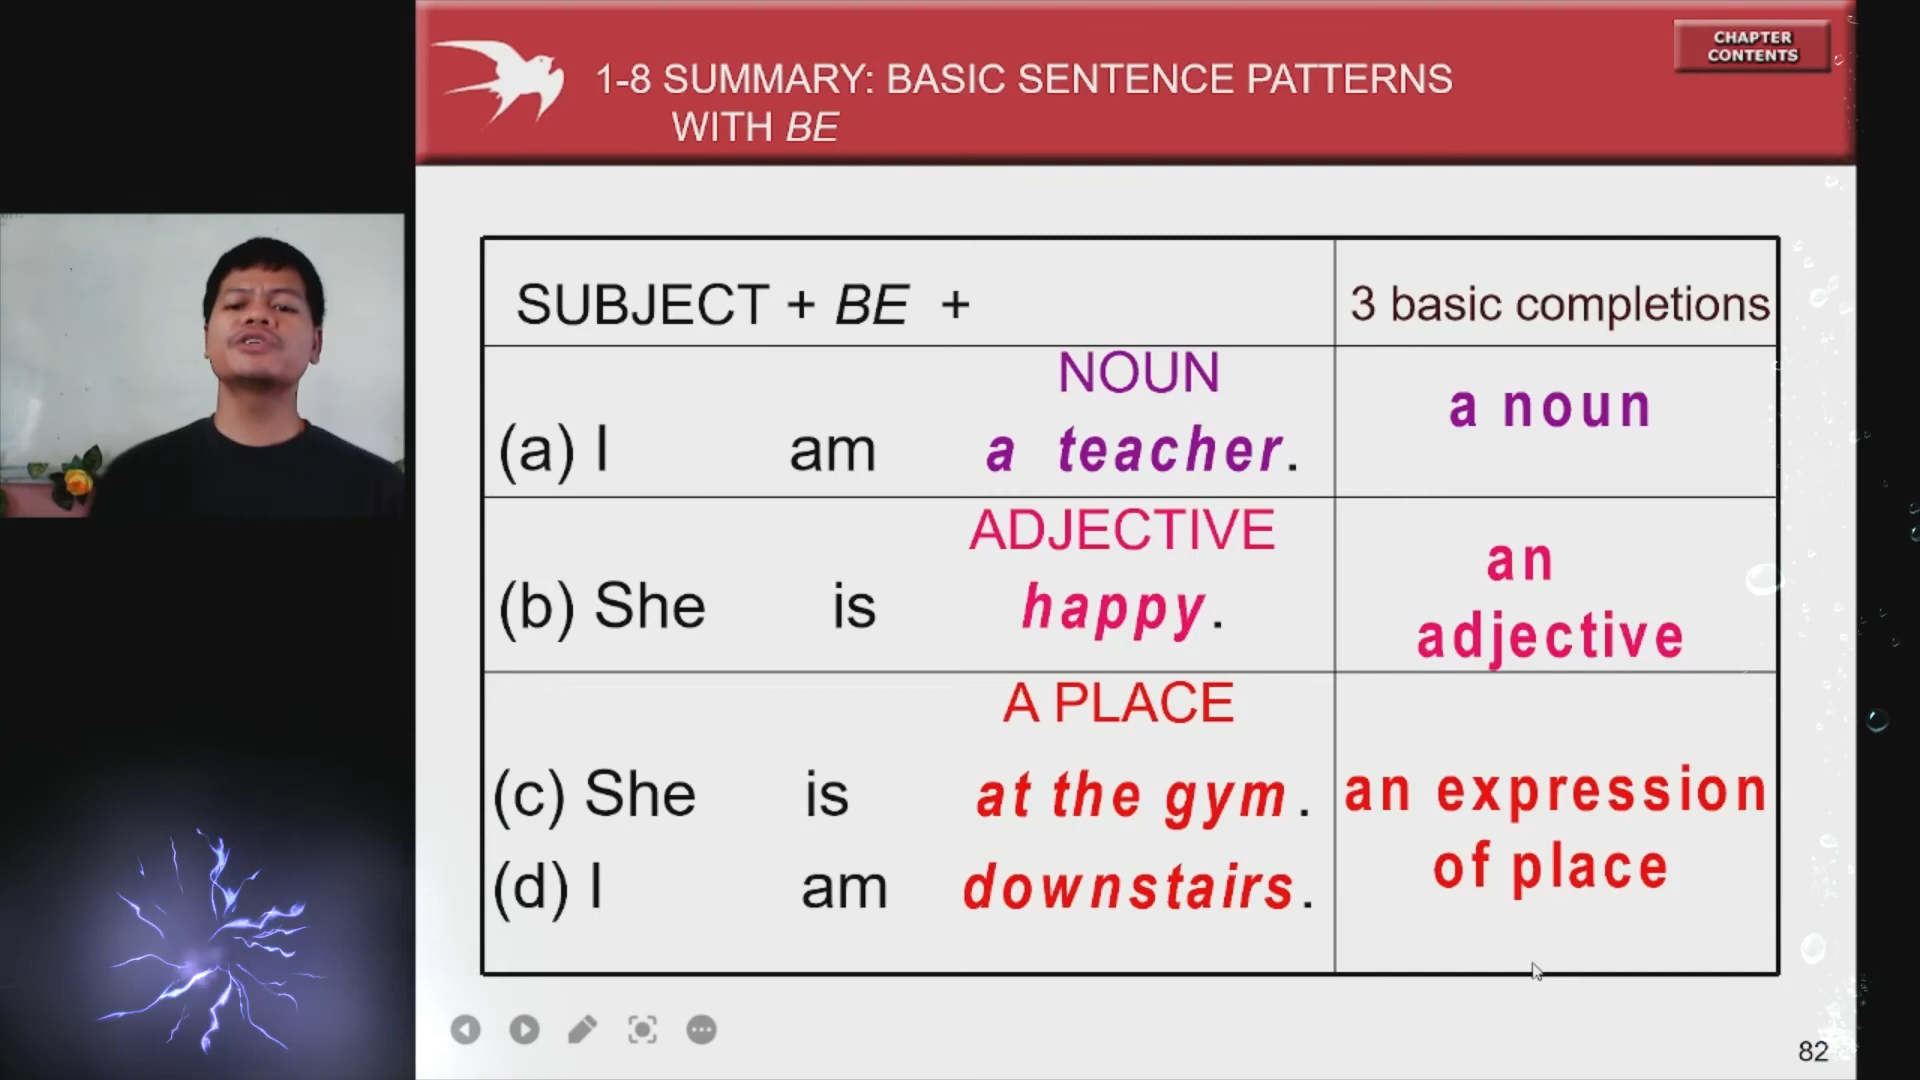 CHAPTER
CONTENTS
1-8 SUMMARY: BASIC SENTENCE PATTERNS
WITH BE
SUBJECT + BE +
3 basic completions
NOUN
(a) I am a teacher.
a noun
ADJECTIVE
(b) She is happy.
an
adjective
A PLACE
(c) She is at the gym.
(d) I am downstairs.
an expression
of place
82